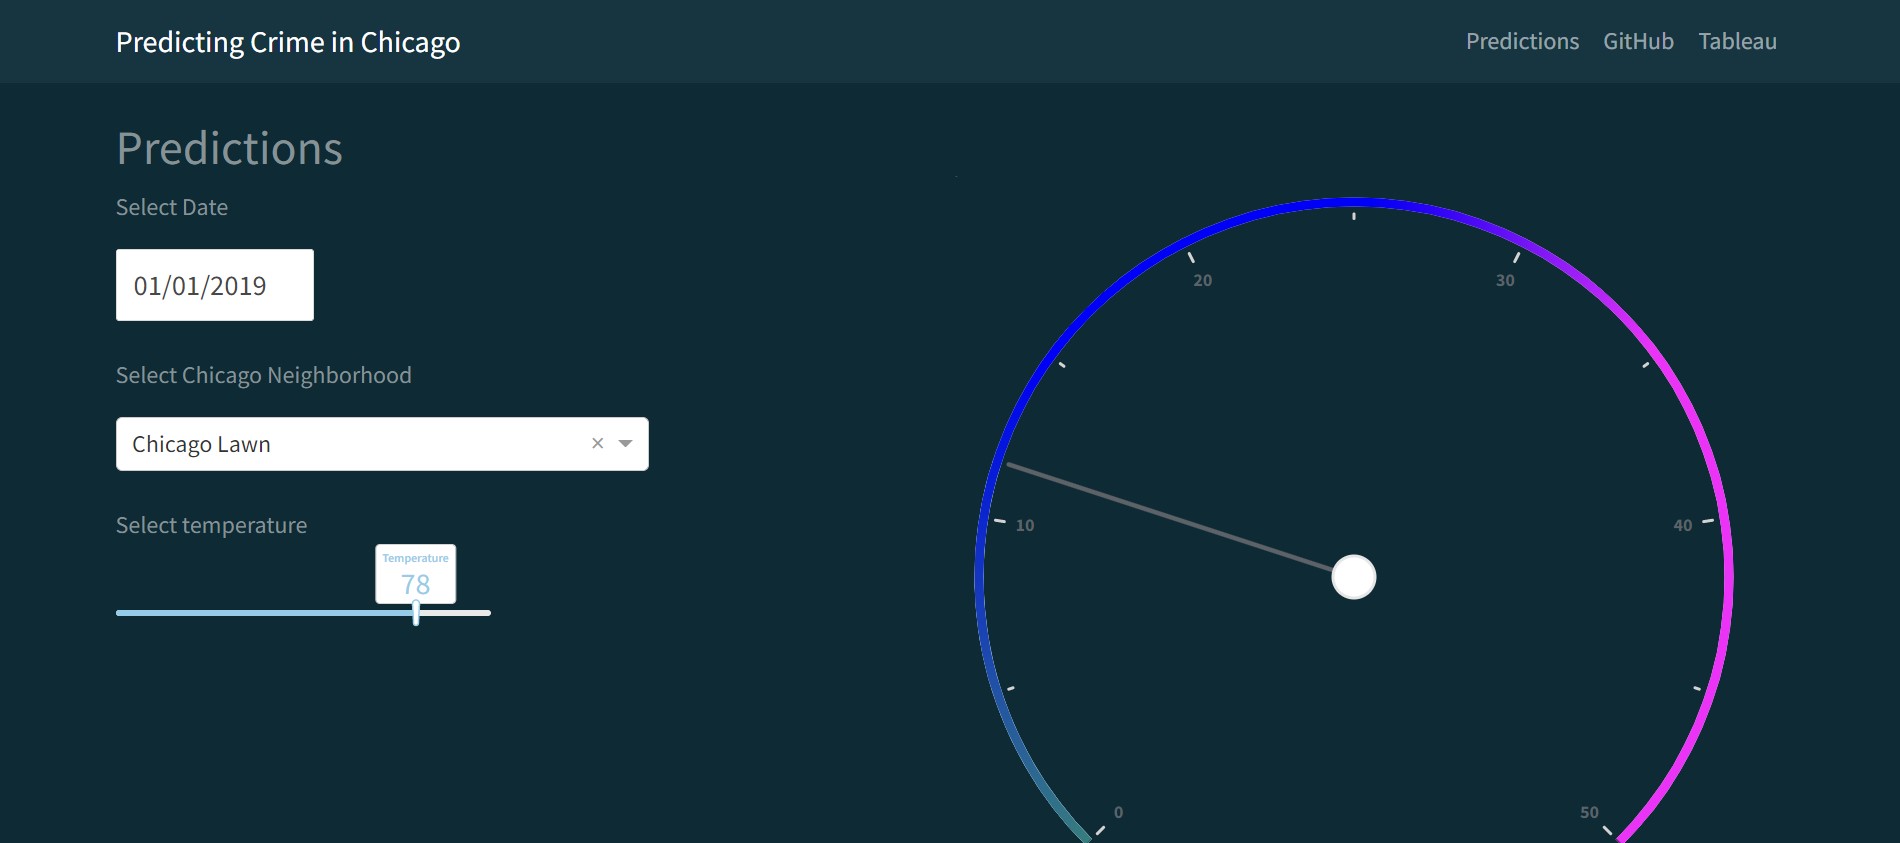 Predicting Crime in Chicago
Predictions GitHub Tableau
Predictions
Select Date
01/01/2019
Select Chicago Neighborhood
Chicago Lawn
Select temperature
Temperature
78
0
10
20
30
40
50